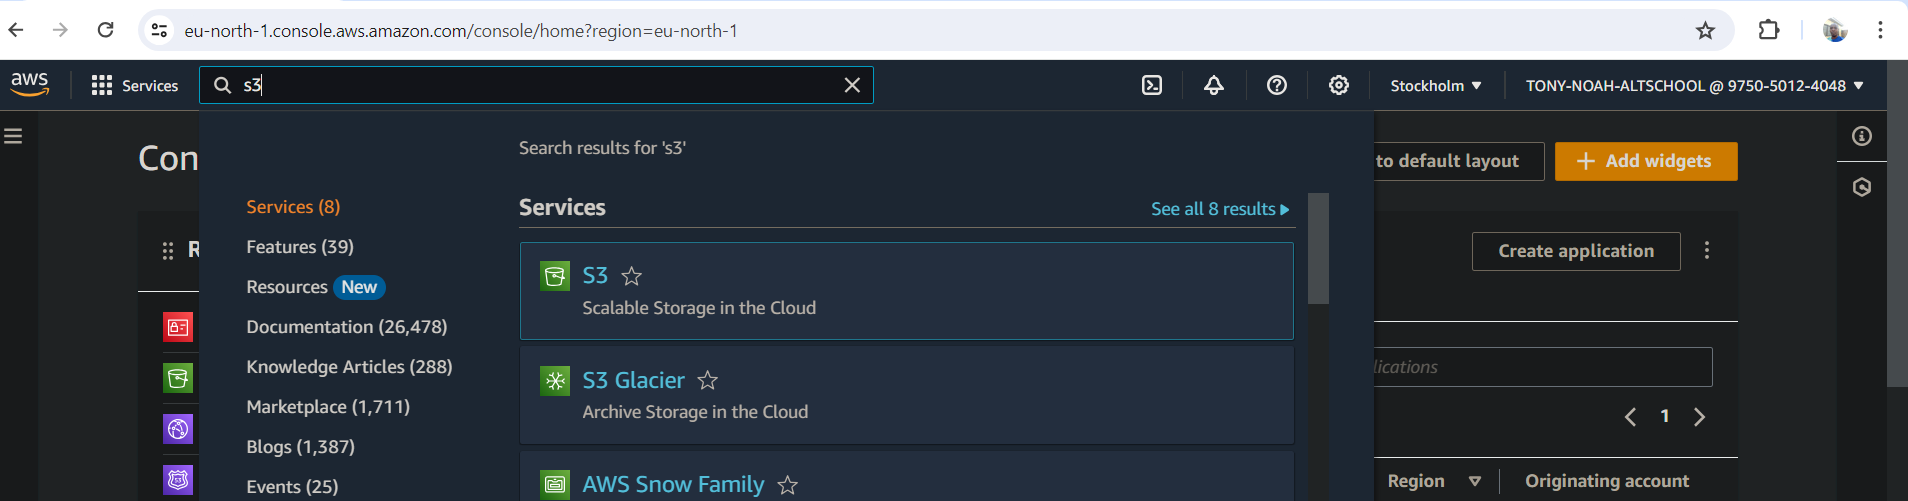 eu-north-1.console.aws.amazon.com/console/home?region=eu-north-1
aws
Services
s3
Stockholm
TONY-NOAH-ALTSCHOOL @ 9750-5012-4048
Con
to default layout
+ Add widgets
R
Create application
lications
1
Region
Originating account
Search results for 's3'
Services (8)
Features (39)
Resources New
Documentation (26,478)
Knowledge Articles (288)
Marketplace (1,711)
Blogs (1,387)
Events (25)
Services
See all 8 results
S3
Scalable Storage in the Cloud
S3 Glacier
Archive Storage in the Cloud
AWS Snow Family
53